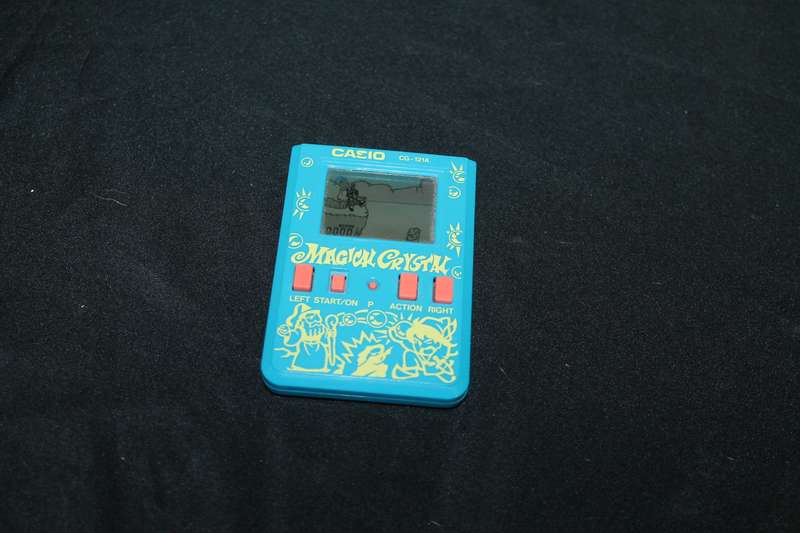 CASIO CG-121A
MAGICAL CRYSTAL
LEFT START/ON P ACTION RIGHT